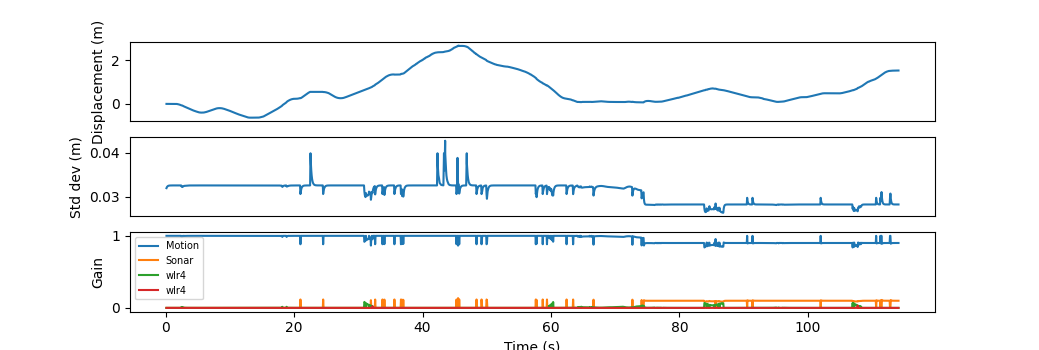 Displacement (m)
2
0
Std dev (m)
0.04
0.03
Gain
1
0
Motion
Sonar
wlr4
wlr4
0
20
40
60
80
100
Time (s)